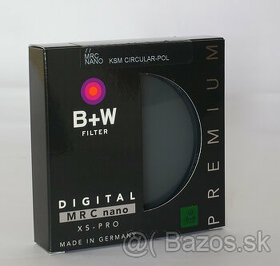 MRC
NANO KSM CIRCULAR-POL
B+W
FILTER
DIGITAL
MRC nano
XS-PRO
MADE IN GERMANY
PREMIUM
Bazos.sk